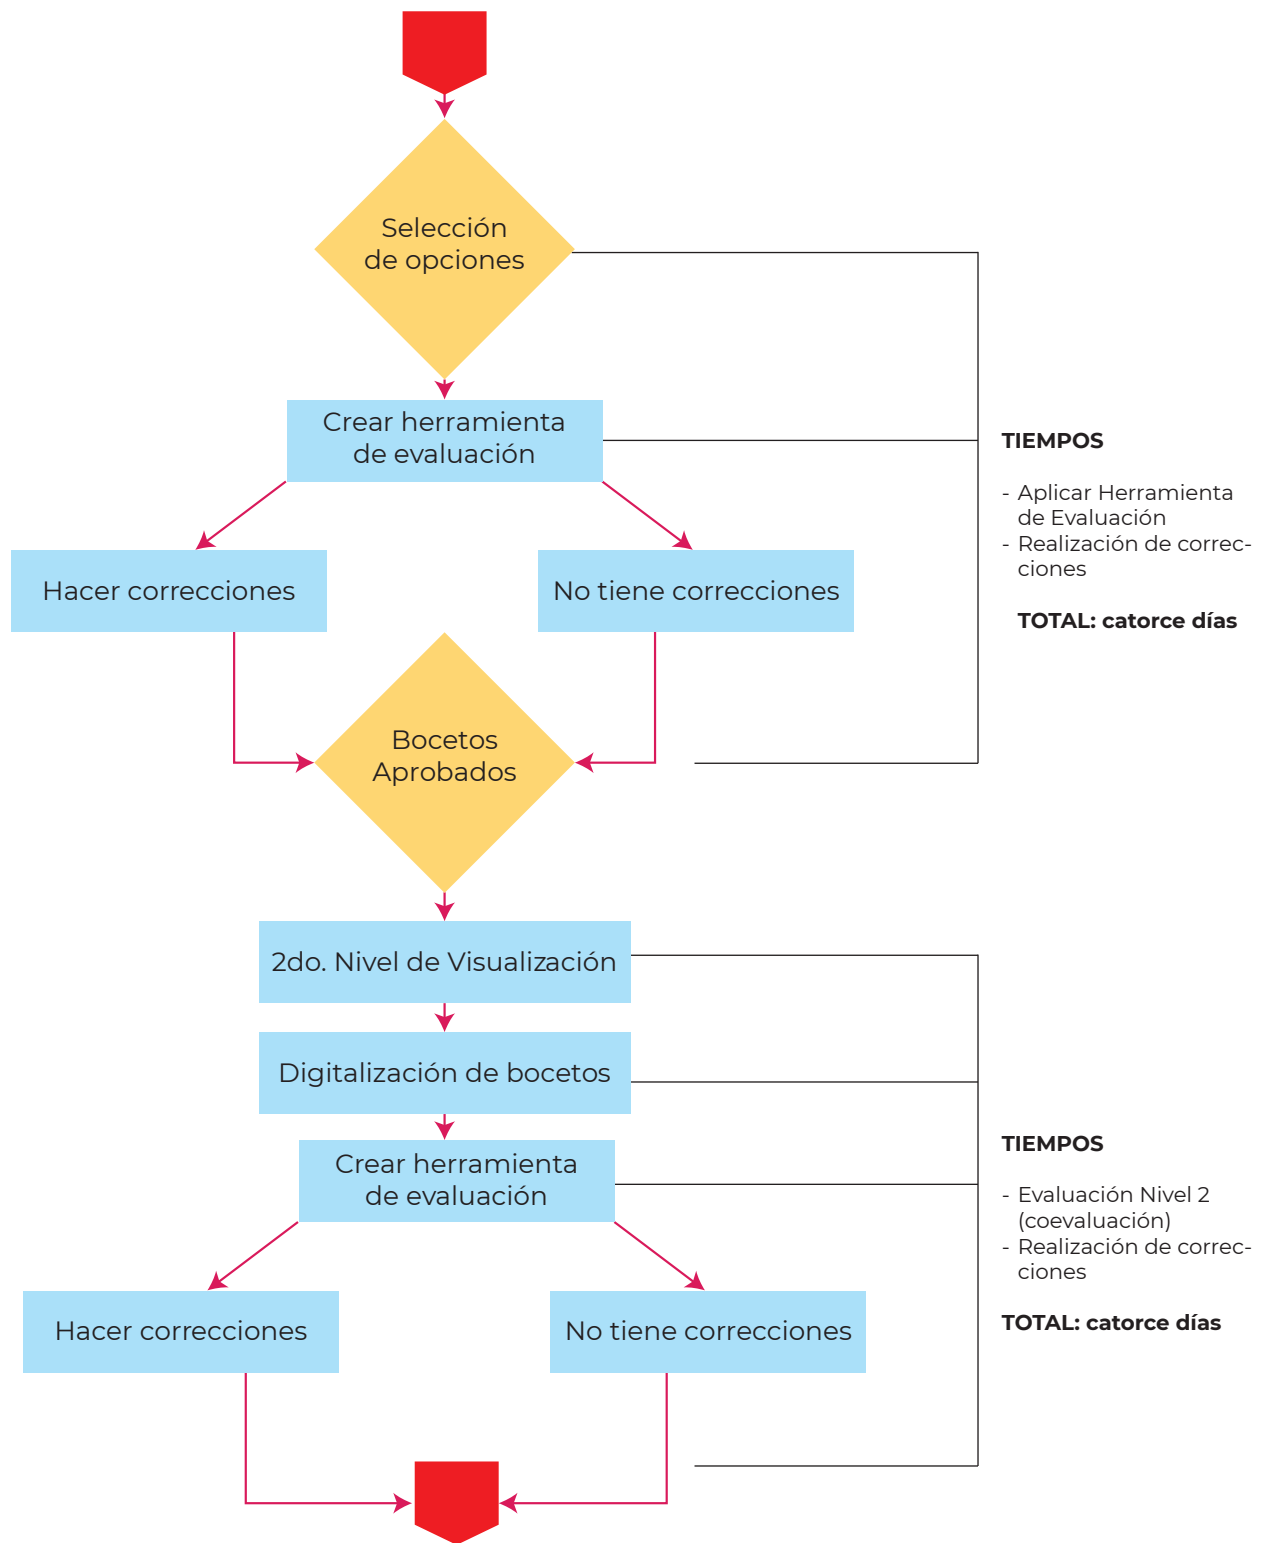 Selección
de opciones
Crear herramienta
de evaluación
Hacer correcciones
No tiene correcciones
TIEMPOS
- Aplicar Herramienta
de Evaluación
- Realización de correc-
ciones
TOTAL: catorce días
Bocetos
Aprobados
2do. Nivel de Visualización
Digitalización de bocetos
Crear herramienta
de evaluación
Hacer correcciones
No tiene correcciones
TIEMPOS
- Evaluación Nivel 2
(coevaluación)
- Realización de correc-
ciones
TOTAL: catorce días